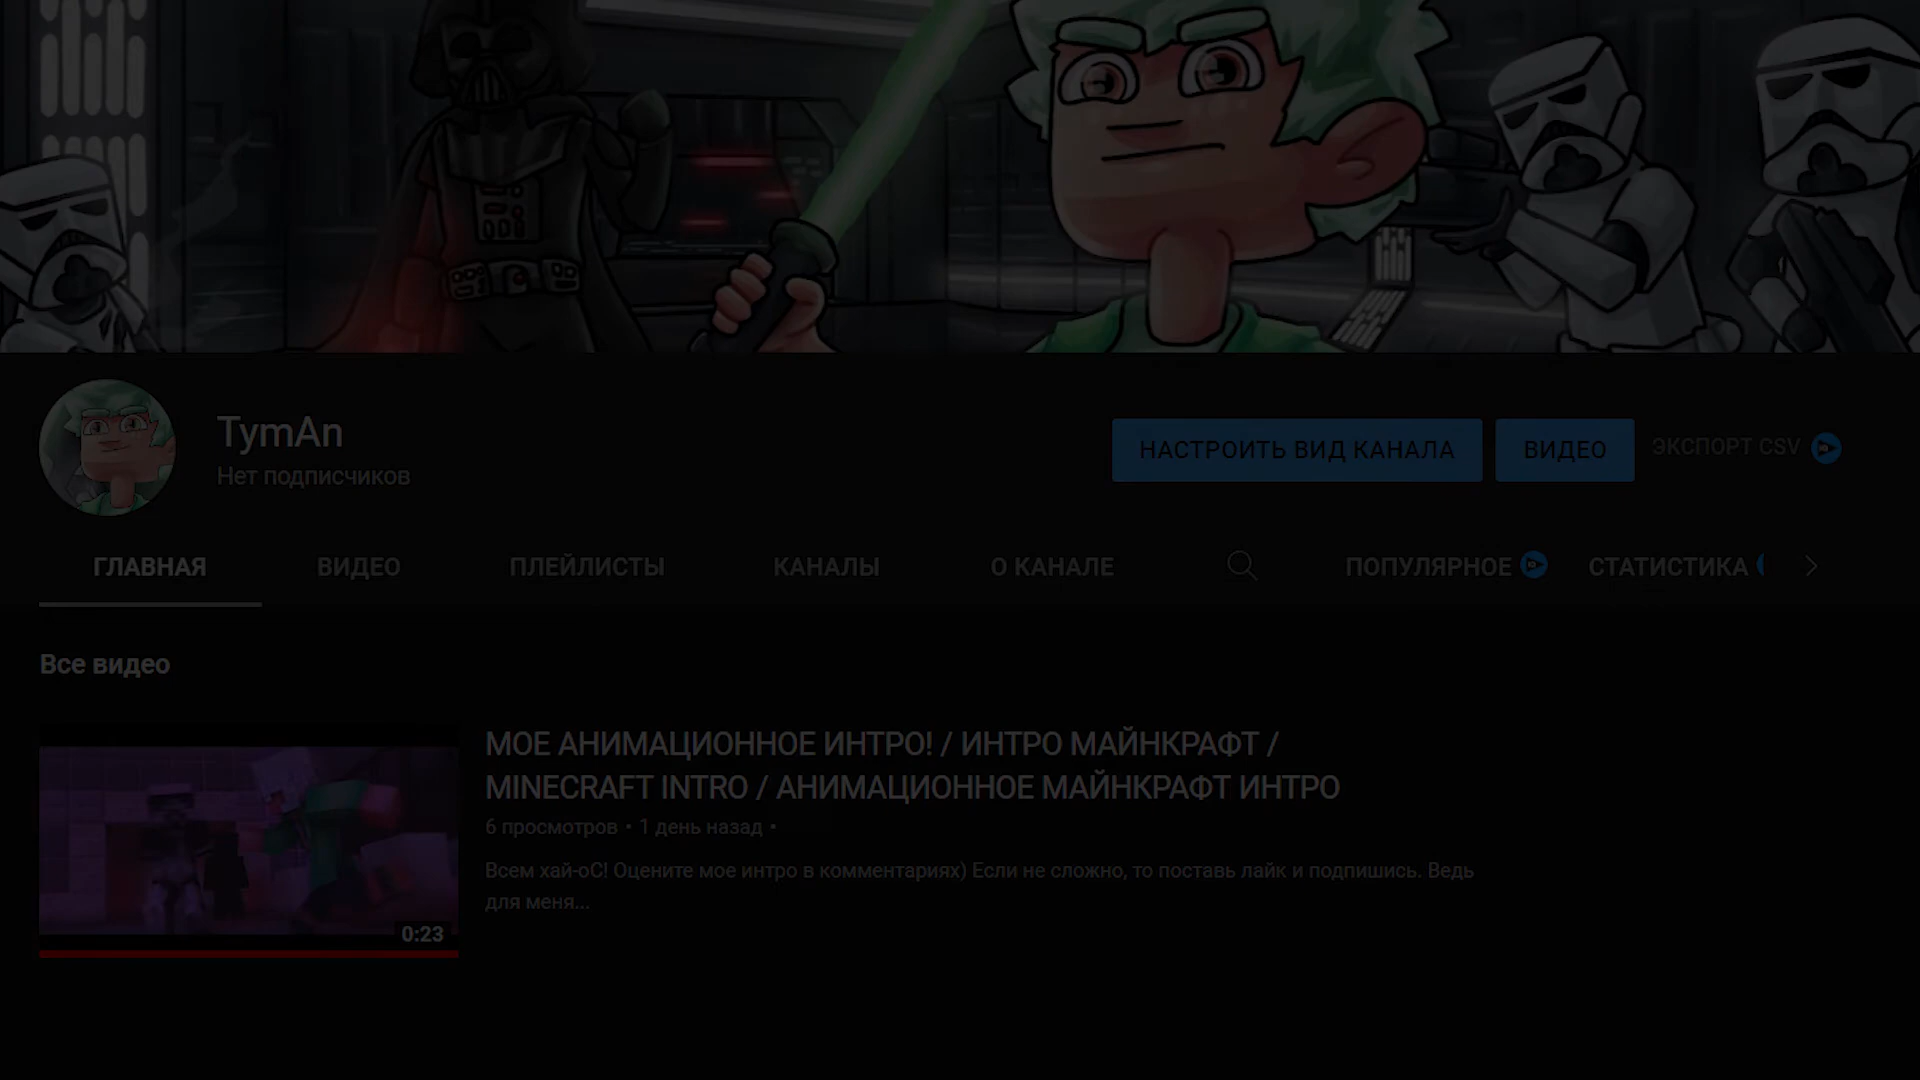 TymAn
Нет подписчиков
НАСТРОИТЬ ВИД КАНАЛА
ВИДЕО
ЭКСПОРТ CSV
ГЛАВНАЯ
ВИДЕО
ПЛЕЙЛИСТЫ
КАНАЛЫ
О КАНАЛЕ
ПОПУЛЯРНОЕ
СТАТИСТИКА
Все видео
МОЕ АНИМАЦИОННОЕ ИНТРО! / ИНТРО МАЙНКРАФТ /
MINECRAFT INTRO / АНИМАЦИОННОЕ МАЙНКРАФТ ИНТРО
6 просмотров • 1 день назад •
Всем хай-оС! Оцените мое интро в комментариях) Если не сложно, то поставь лайк и подпишись. Ведь
для меня...
0:23